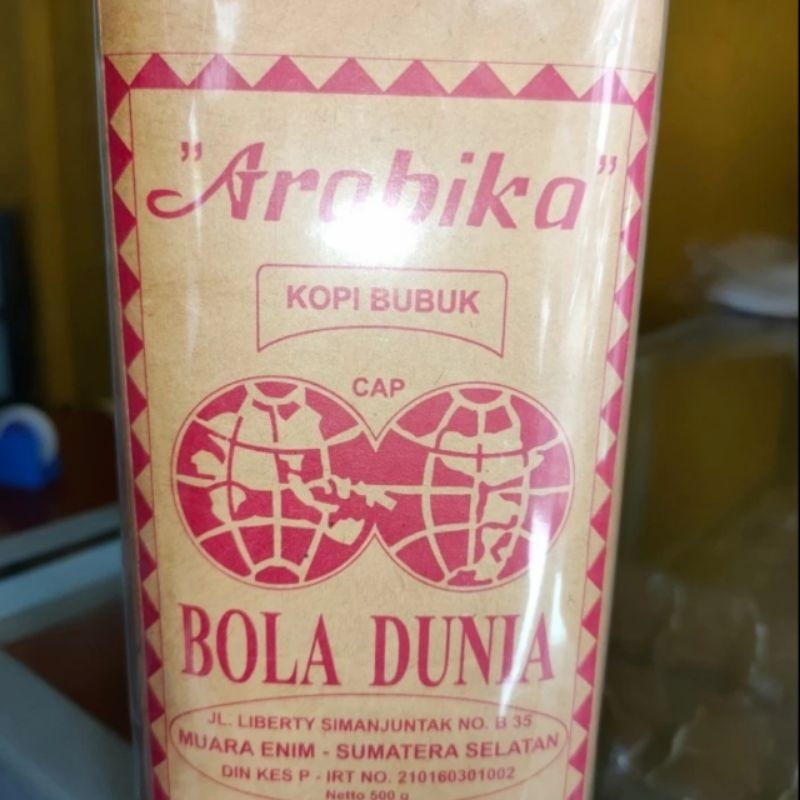 "Arabika"
KOPI BUBUK
CAP
BOLA DUNIA
JL. LIBERTY SIMANJUNTAK NO. B 35
MUARA ENIM - SUMATERA SELATAN
DIN KES P - IRT NO. 210160301002
Netto 500 g